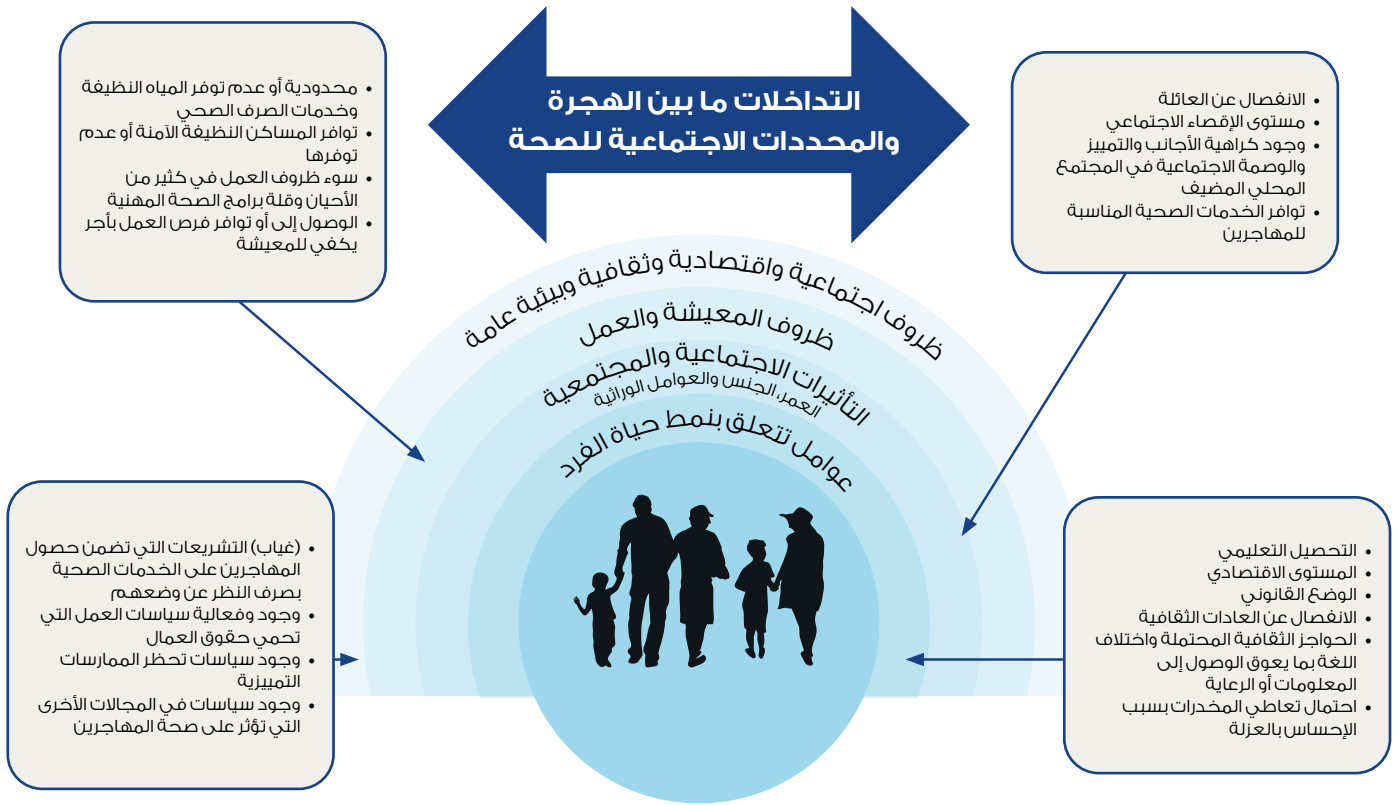 التداخلات ما بين الهجرة
والمحددات الاجتماعية للصحة
• الانفصال عن العائلة
• مستوى الإقصاء الاجتماعي
• وجود كراهية الأجانب والتمييز
والوصمة الاجتماعية في المجتمع
المحلي المضيف
• توافر الخدمات الصحية المناسبة
للمهاجرين
• محدودية أو عدم توفر المياه النظيفة
وخدمات الصرف الصحي
• توافر المساكن النظيفة الآمنة أو عدم
توفرها
• سوء ظروف العمل في كثير من
الأحيان وقلة برامج الصحة المهنية
• الوصول إلى أو توافر فرص العمل بأجر
يكفي للمعيشة
ظروف اجتماعية واقتصادية وثقافية وبيئية عامة
ظروف المعيشة والعمل
التأثيرات الاجتماعية والمجتمعية
العمر، الجنس والعوامل الوراثية
عوامل تتعلق بنمط حياة الفرد
• التحصيل التعليمي
• المستوى الاقتصادي
• الوضع القانوني
• الانفصال عن العادات الثقافية
• الحواجز الثقافية المحتملة واختلاف
اللغة بما يعوق الوصول إلى
المعلومات أو الرعاية
• احتمال تعاطي المخدرات بسبب
الإحساس بالعزلة
• (غياب) التشريعات التي تضمن حصول
المهاجرين على الخدمات الصحية
بصرف النظر عن وضعهم
• وجود وفعالية سياسات العمل التي
تحمي حقوق العمال
• وجود سياسات تحظر الممارسات
التمييزية
• وجود سياسات في المجالات الأخرى
التي تؤثر على صحة المهاجرين